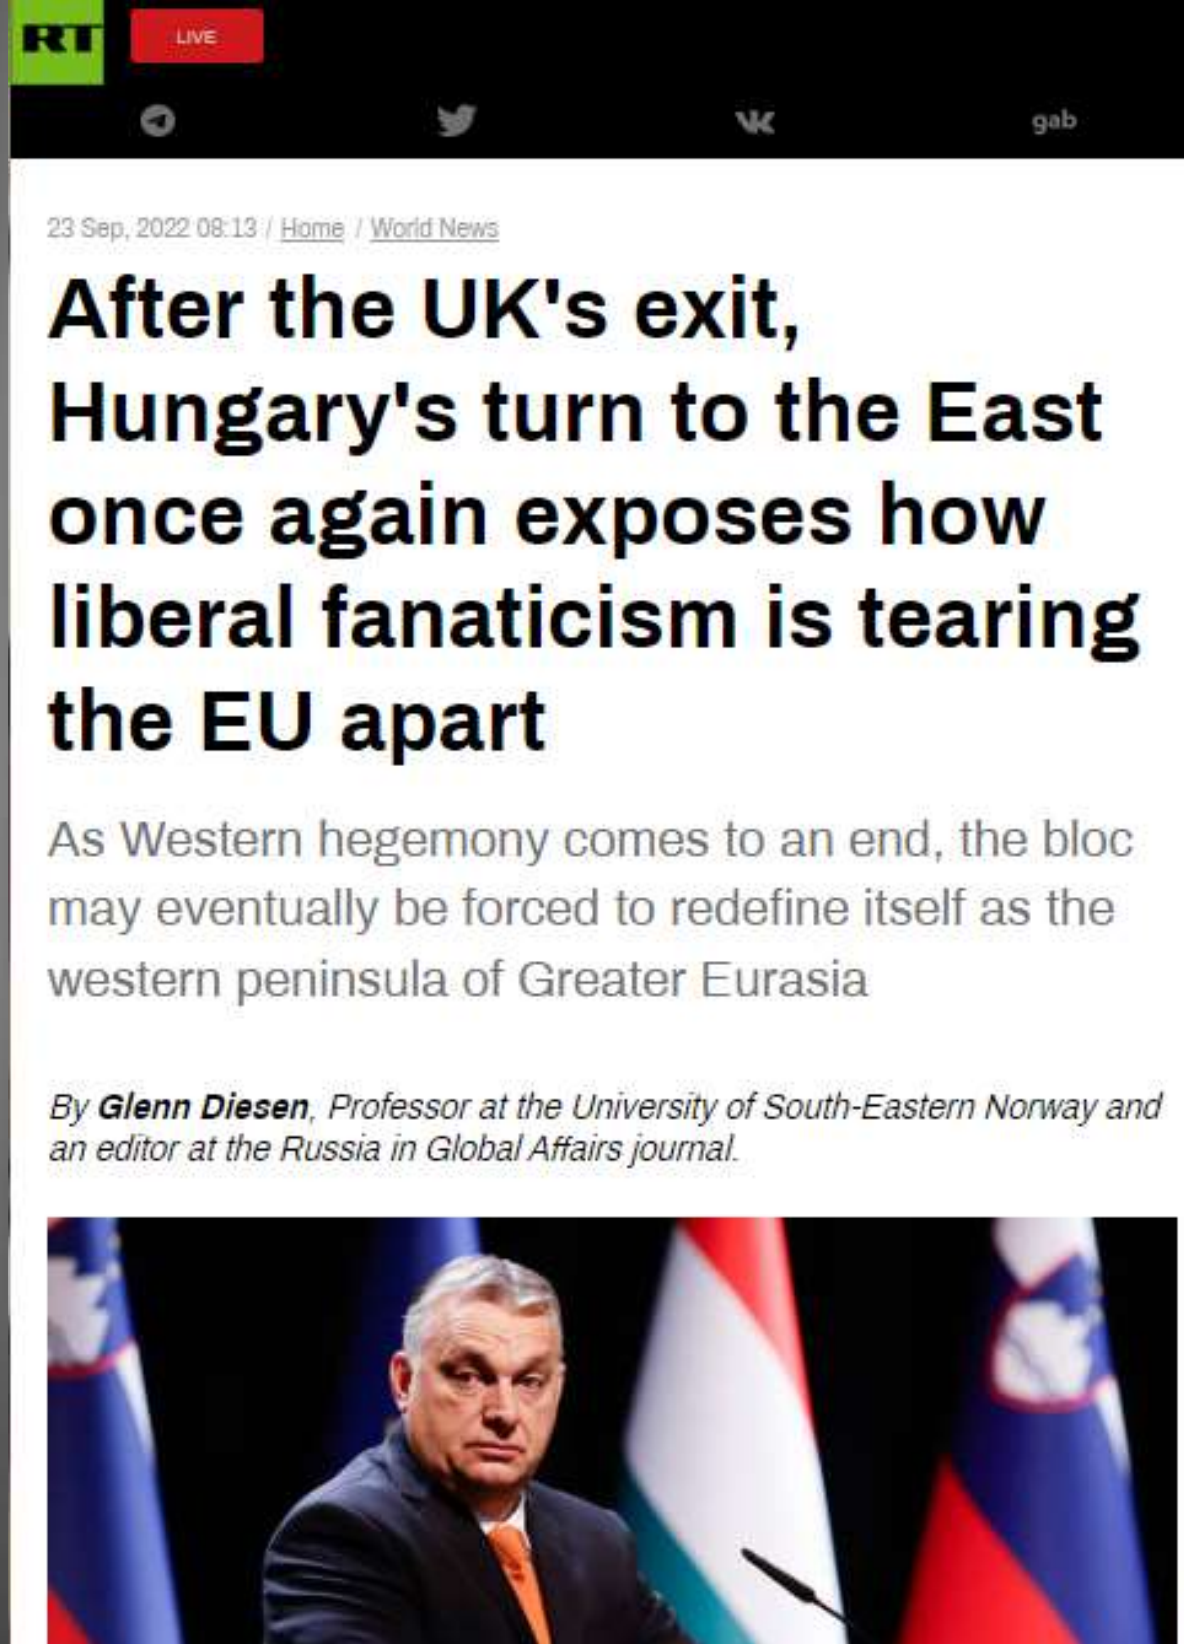 RT
LIVE
gab
23 Sep, 2022 08:13 / Home / World News
After the UK's exit,
Hungary's turn to the East
once again exposes how
liberal fanaticism is tearing
the EU apart
As Western hegemony comes to an end, the bloc
may eventually be forced to redefine itself as the
western peninsula of Greater Eurasia
By Glenn Diesen, Professor at the University of South-Eastern Norway and
an editor at the Russia in Global Affairs journal.